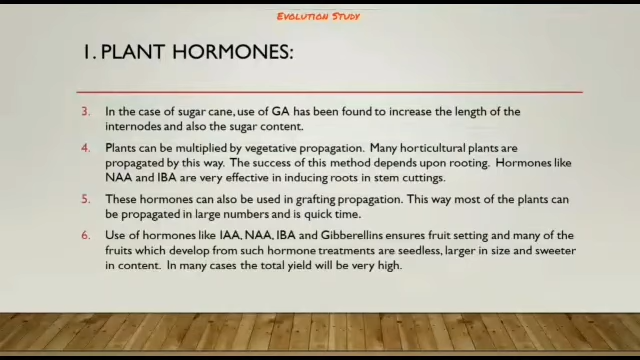 Evolution Study
1. PLANT HORMONES:
3. In the case of sugar cane, use of GA has been found to increase the length of the
internodes and also the sugar content.
4. Plants can be multiplied by vegetative propagation. Many horticultural plants are
propagated by this way. The success of this method depends upon rooting. Hormones like
NAA and IBA are very effective in inducing roots in stem cuttings.
5. These hormones can also be used in grafting propagation. This way most of the plants can
be propagated in large numbers and is quick time.
6. Use of hormones like IAA, NAA, IBA and Gibberellins ensures fruit setting and many of the
fruits which develop from such hormone treatments are seedless, larger in size and sweeter
in content. In many cases the total yield will be very high.